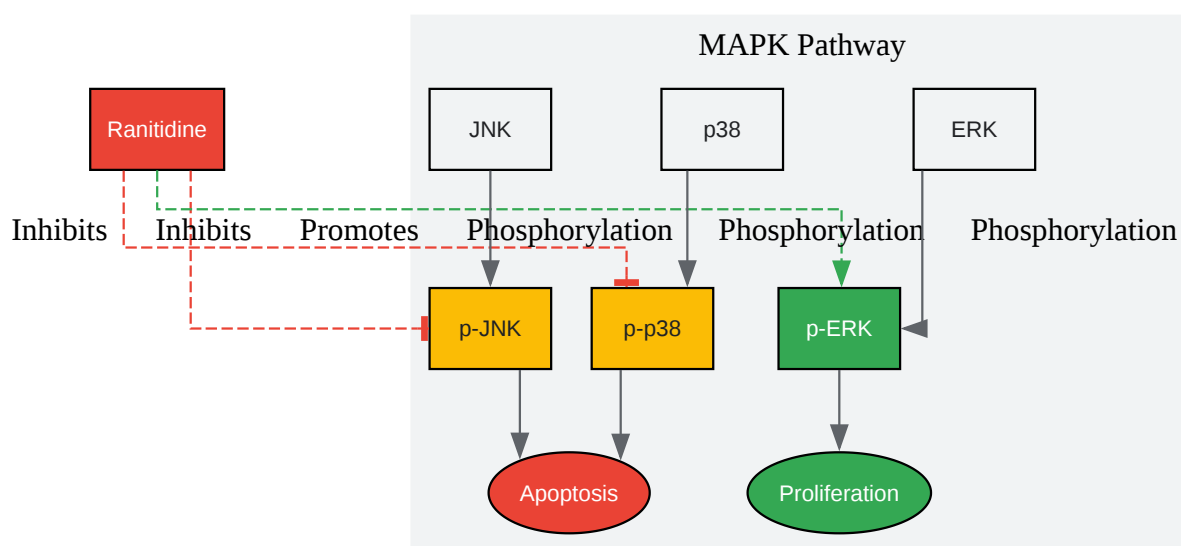 MAPK Pathway
Ranitidine
JNK
p38
ERK
Inhibits
Inhibits
Promotes
Phosphorylation
Phosphorylation
Phosphorylation
p-JNK
p-p38
p-ERK
Apoptosis
Proliferation